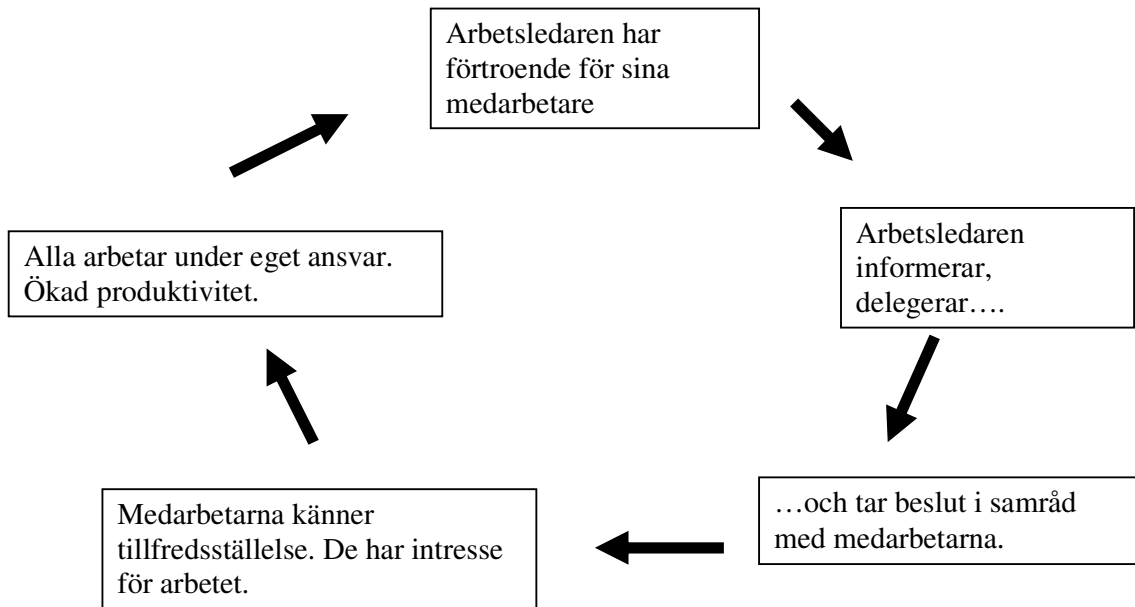 Arbetsledaren har
förtroende för sina
medarbetare
Arbetsledaren
informerar,
delegerar….
…och tar beslut i samråd
med medarbetarna.
Medarbetarna känner
tillfredsställelse. De har intresse
för arbetet.
Alla arbetar under eget ansvar.
Ökad produktivitet.